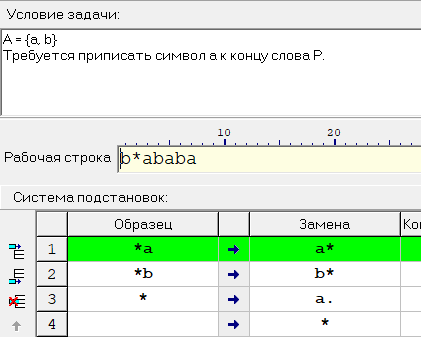 Условие задачи:
A = {a, b}
Требуется приписать символ a к концу слова P.
10 20
Рабочая строка b*ababa
Система подстановок:
Образец Замена
1 *a → a*
2 *b → b*
3 * → a.
4 → *